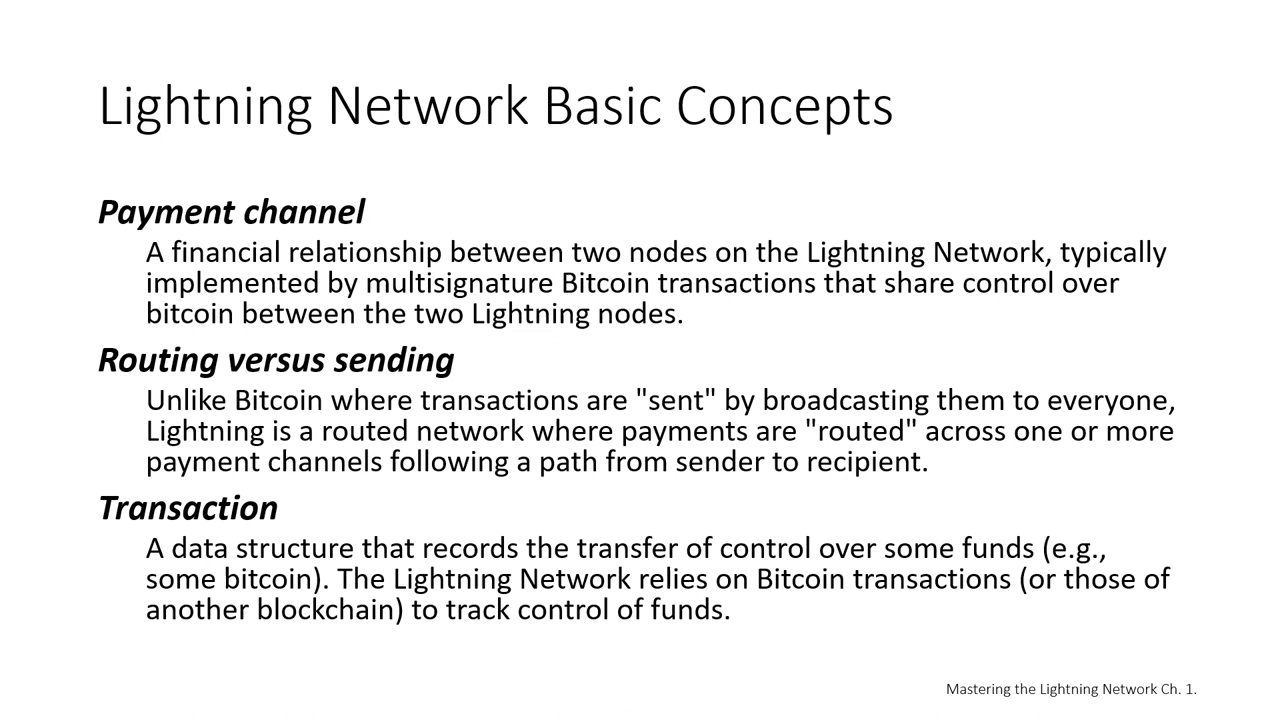 Lightning Network Basic Concepts
Payment channel
A financial relationship between two nodes on the Lightning Network, typically
implemented by multisignature Bitcoin transactions that share control over
bitcoin between the two Lightning nodes.
Routing versus sending
Unlike Bitcoin where transactions are "sent" by broadcasting them to everyone,
Lightning is a routed network where payments are "routed" across one or more
payment channels following a path from sender to recipient.
Transaction
A data structure that records the transfer of control over some funds (e.g.,
some bitcoin). The Lightning Network relies on Bitcoin transactions (or those of
another blockchain) to track control of funds.
Mastering the Lightning Network Ch. 1.